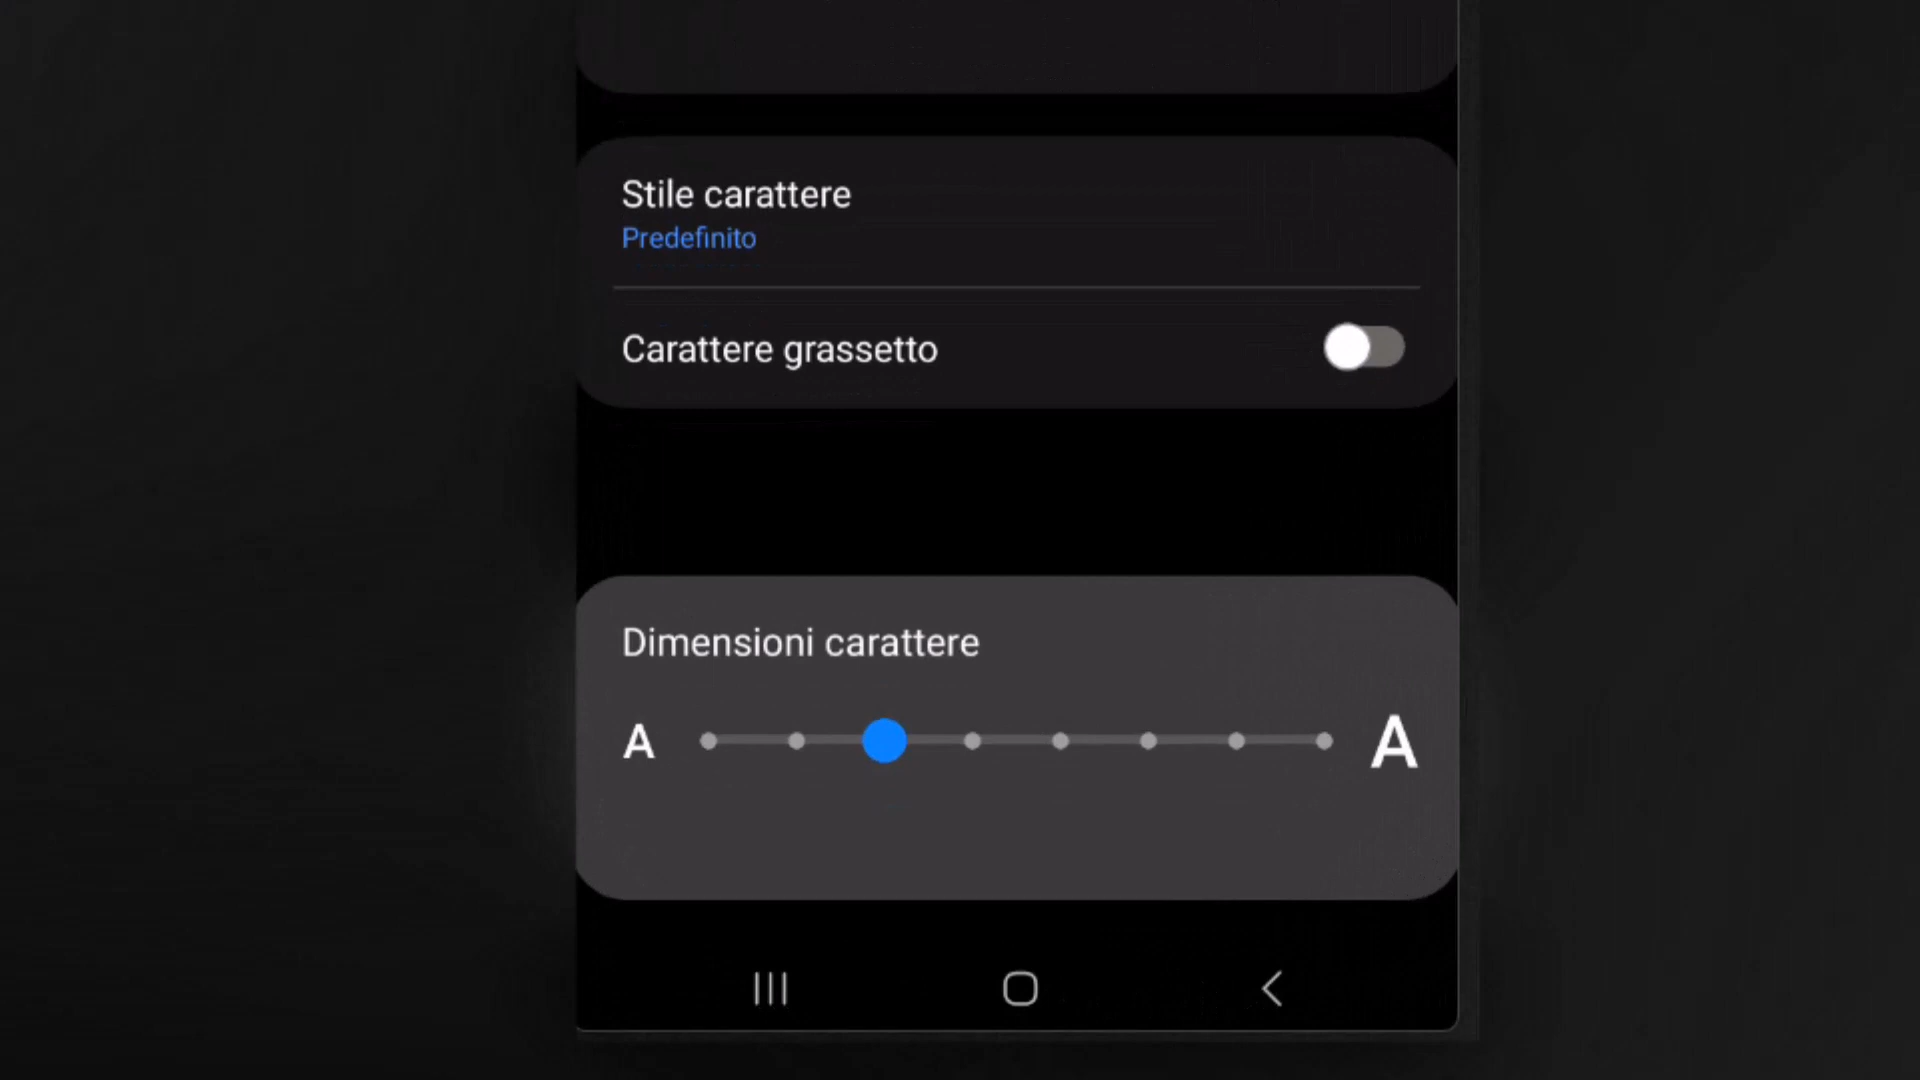 Stile carattere
Predefinito
Carattere grassetto
Dimensioni carattere
A A